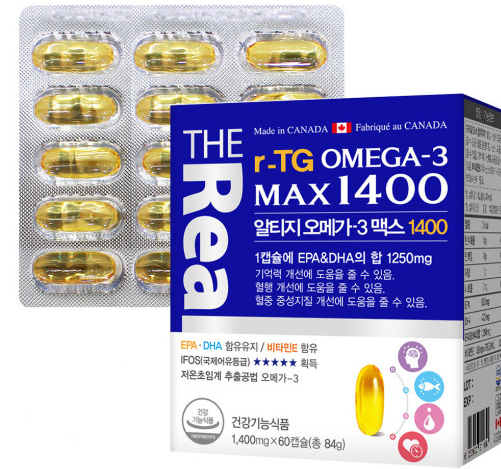 THE Rea
Made in CANADA Fabriqué au CANADA
r-TG OMEGA-3
MAX 1400
알티지 오메가-3 맥스 1400
1캡슐에 EPA&DHA의 합 1250mg
기억력 개선에 도움을 줄 수 있음.
혈행 개선에 도움을 줄 수 있음.
혈중 중성지질 개선에 도움을 줄 수 있음.
EPA · DHA 함유유지 / 비타민E 함유
IFOS(국제어유등급) ★★★★★ 획득
저온초임계 추출공법 오메가-3
건강
기능식품
건강기능식품
1,400mg×60캡슐(총 84g)
LOT :
EXP :